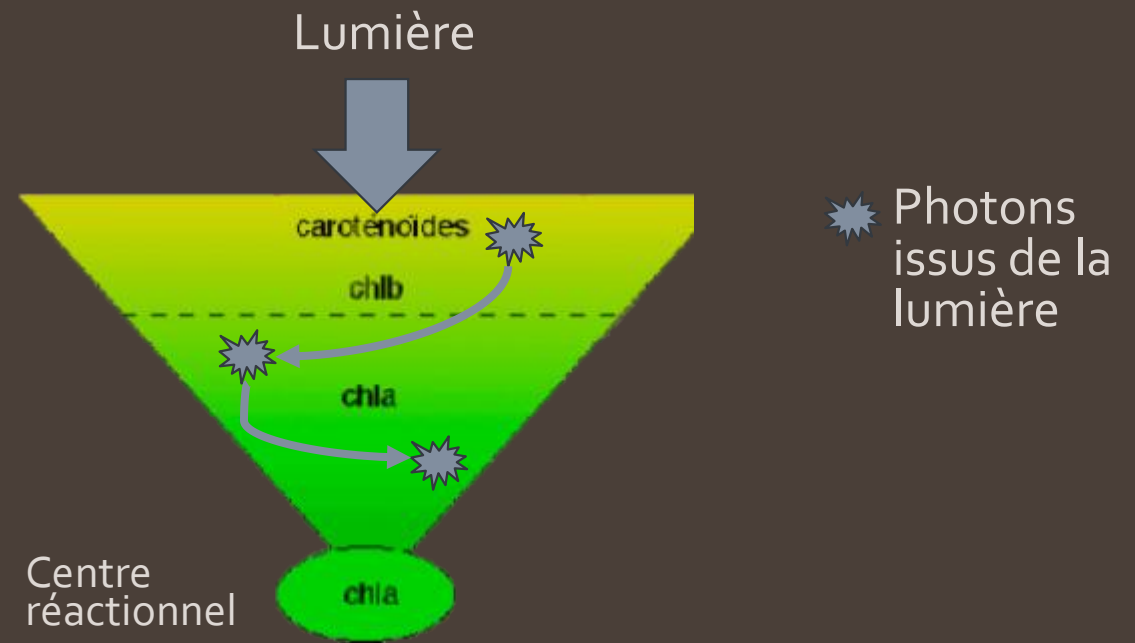 Lumière
caroténoïdes
chlb
chla
Centre
réactionnel
chla
Photons
issus de la
lumière